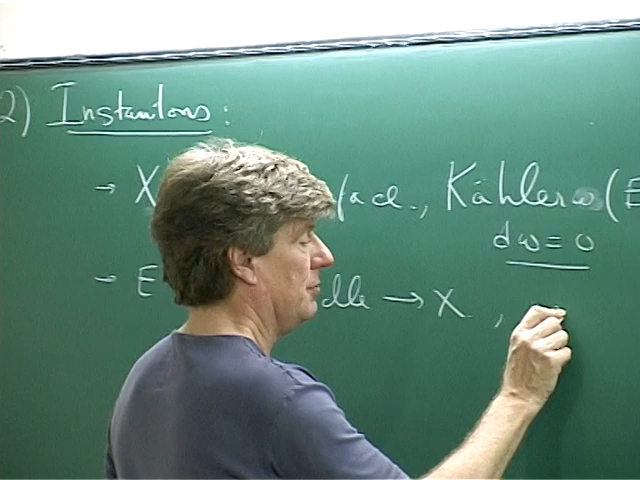 2) Instantons:
→ X face., Kähler ω (E
dω = 0
– E dle → X ,